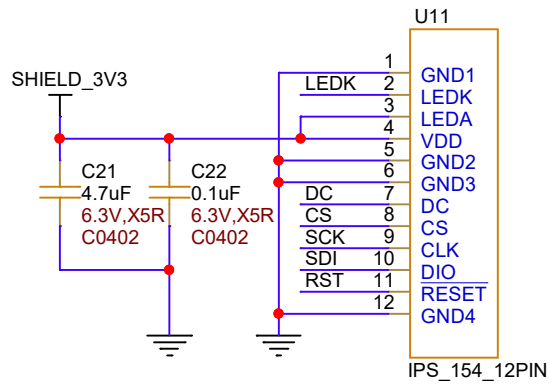 U11
SHIELD_3V3
1 GND1
LEDK 2 LEDK
3 LEDA
4 VDD
5 GND2
6 GND3
DC 7 DC
CS 8 CS
SCK 9 CLK
SDI 10 DIO
RST 11 RESET
12 GND4
C21
4.7uF
6.3V,X5R
C0402
C22
0.1uF
6.3V,X5R
C0402
IPS_154_12PIN